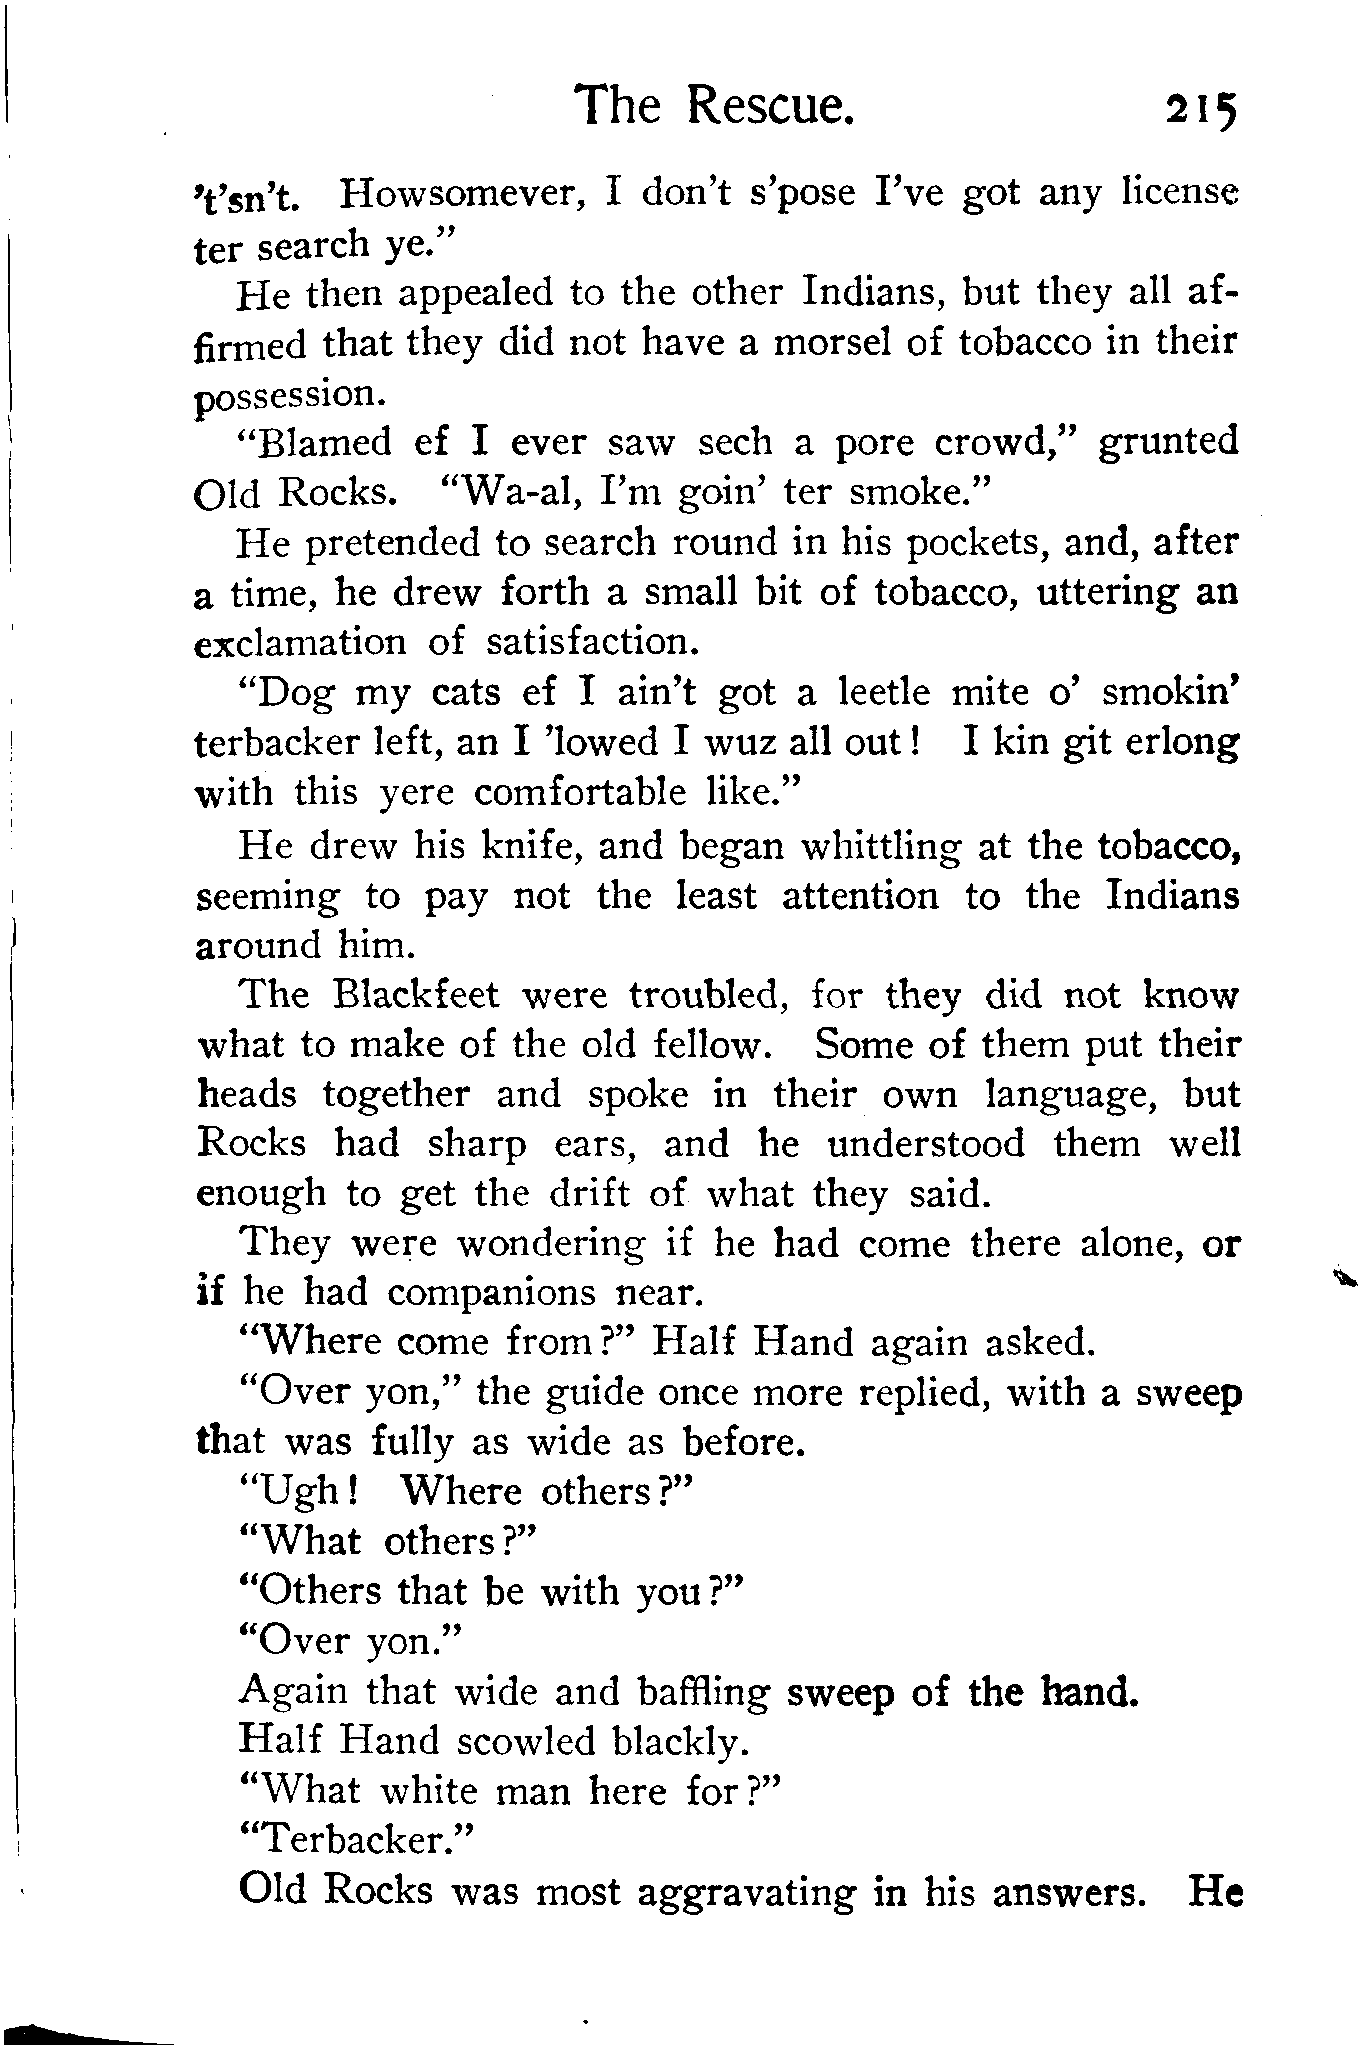 The Rescue. 215
't'sn't. Howsomever, I don't s'pose I've got any license
ter search ye."
He then appealed to the other Indians, but they all af-
firmed that they did not have a morsel of tobacco in their
possession.
"Blamed ef I ever saw sech a pore crowd," grunted
Old Rocks. "Wa-al, I'm goin' ter smoke."
He pretended to search round in his pockets, and, after
a time, he drew forth a small bit of tobacco, uttering an
exclamation of satisfaction.
"Dog my cats ef I ain't got a leetle mite o' smokin'
terbacker left, an I 'lowed I wuz all out! I kin git erlong
with this yere comfortable like."
He drew his knife, and began whittling at the tobacco,
seeming to pay not the least attention to the Indians
around him.
The Blackfeet were troubled, for they did not know
what to make of the old fellow. Some of them put their
heads together and spoke in their own language, but
Rocks had sharp ears, and he understood them well
enough to get the drift of what they said.
They were wondering if he had come there alone, or
if he had companions near.
"Where come from?" Half Hand again asked.
"Over yon," the guide once more replied, with a sweep
that was fully as wide as before.
"Ugh! Where others?"
"What others?"
"Others that be with you?"
"Over yon."
Again that wide and baffling sweep of the hand.
Half Hand scowled blackly.
"What white man here for?"
"Terbacker."
Old Rocks was most aggravating in his answers. He